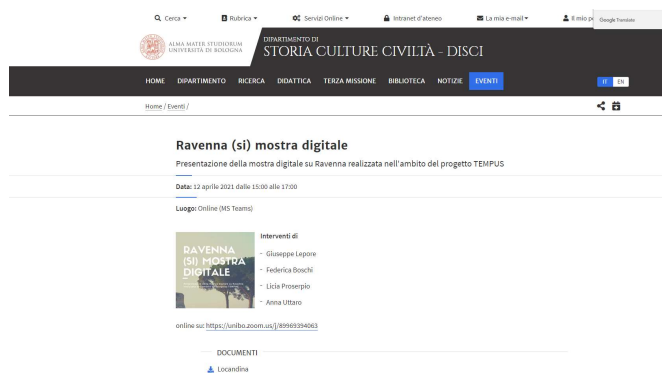 Cerca
Rubrica
Servizi Online
Intranet d'ateneo
La mia e-mail
Il mio p
Google Translate
ALMA MATER STUDIORUM
UNIVERSITÀ DI BOLOGNA
DIPARTIMENTO DI
STORIA CULTURE CIVILTÀ - DISCI
HOME DIPARTIMENTO RICERCA DIDATTICA TERZA MISSIONE BIBLIOTECA NOTIZIE EVENTI IT EN
Home / Eventi /
Ravenna (si) mostra digitale
Presentazione della mostra digitale su Ravenna realizzata nell'ambito del progetto TEMPUS
Data: 12 aprile 2021 dalle 15:00 alle 17:00
Luogo: Online (MS Teams)
RAVENNA
(SI) MOSTRA
DIGITALE
Interventi di
- Giuseppe Lepore
- Federica Boschi
- Licia Proserpio
- Anna Uttaro
online su: https://unibo.zoom.us/j/89969394063
DOCUMENTI
Locandina